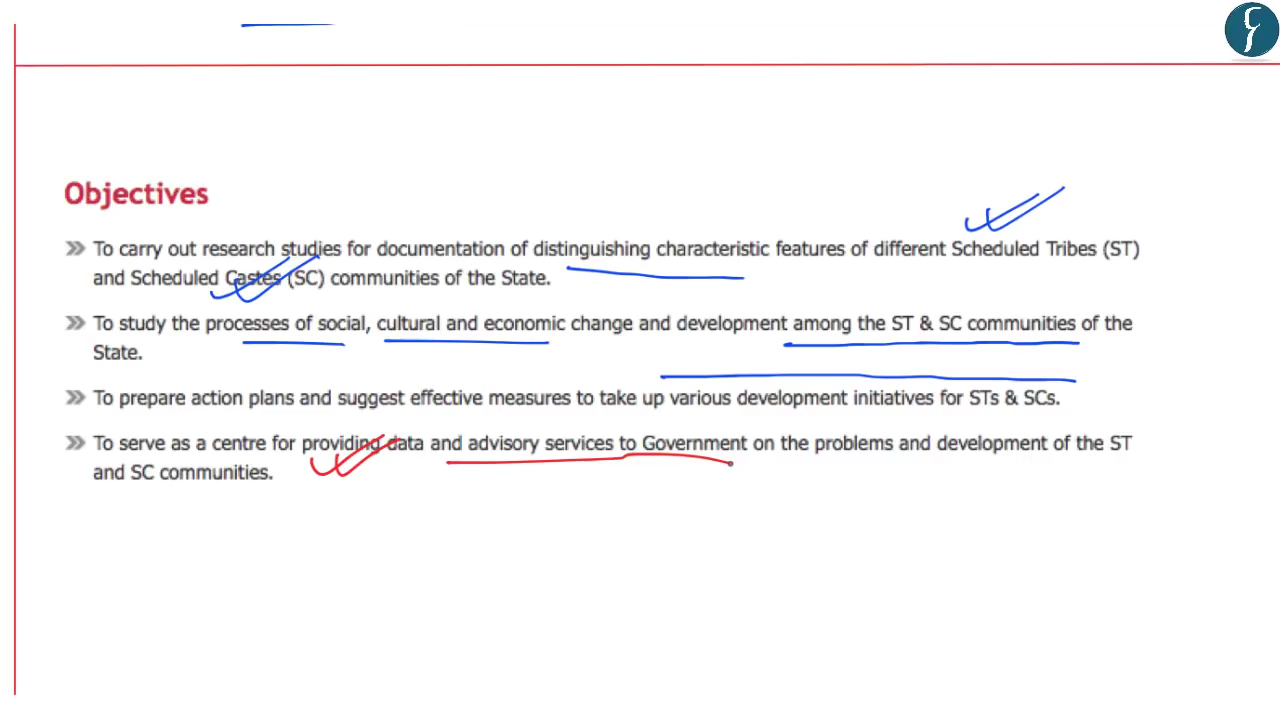 Objectives
» To carry out research studies for documentation of distinguishing characteristic features of different Scheduled Tribes (ST)
and Scheduled Castes (SC) communities of the State.
» To study the processes of social, cultural and economic change and development among the ST & SC communities of the
State.
» To prepare action plans and suggest effective measures to take up various development initiatives for STs & SCs.
» To serve as a centre for providing data and advisory services to Government on the problems and development of the ST
and SC communities.